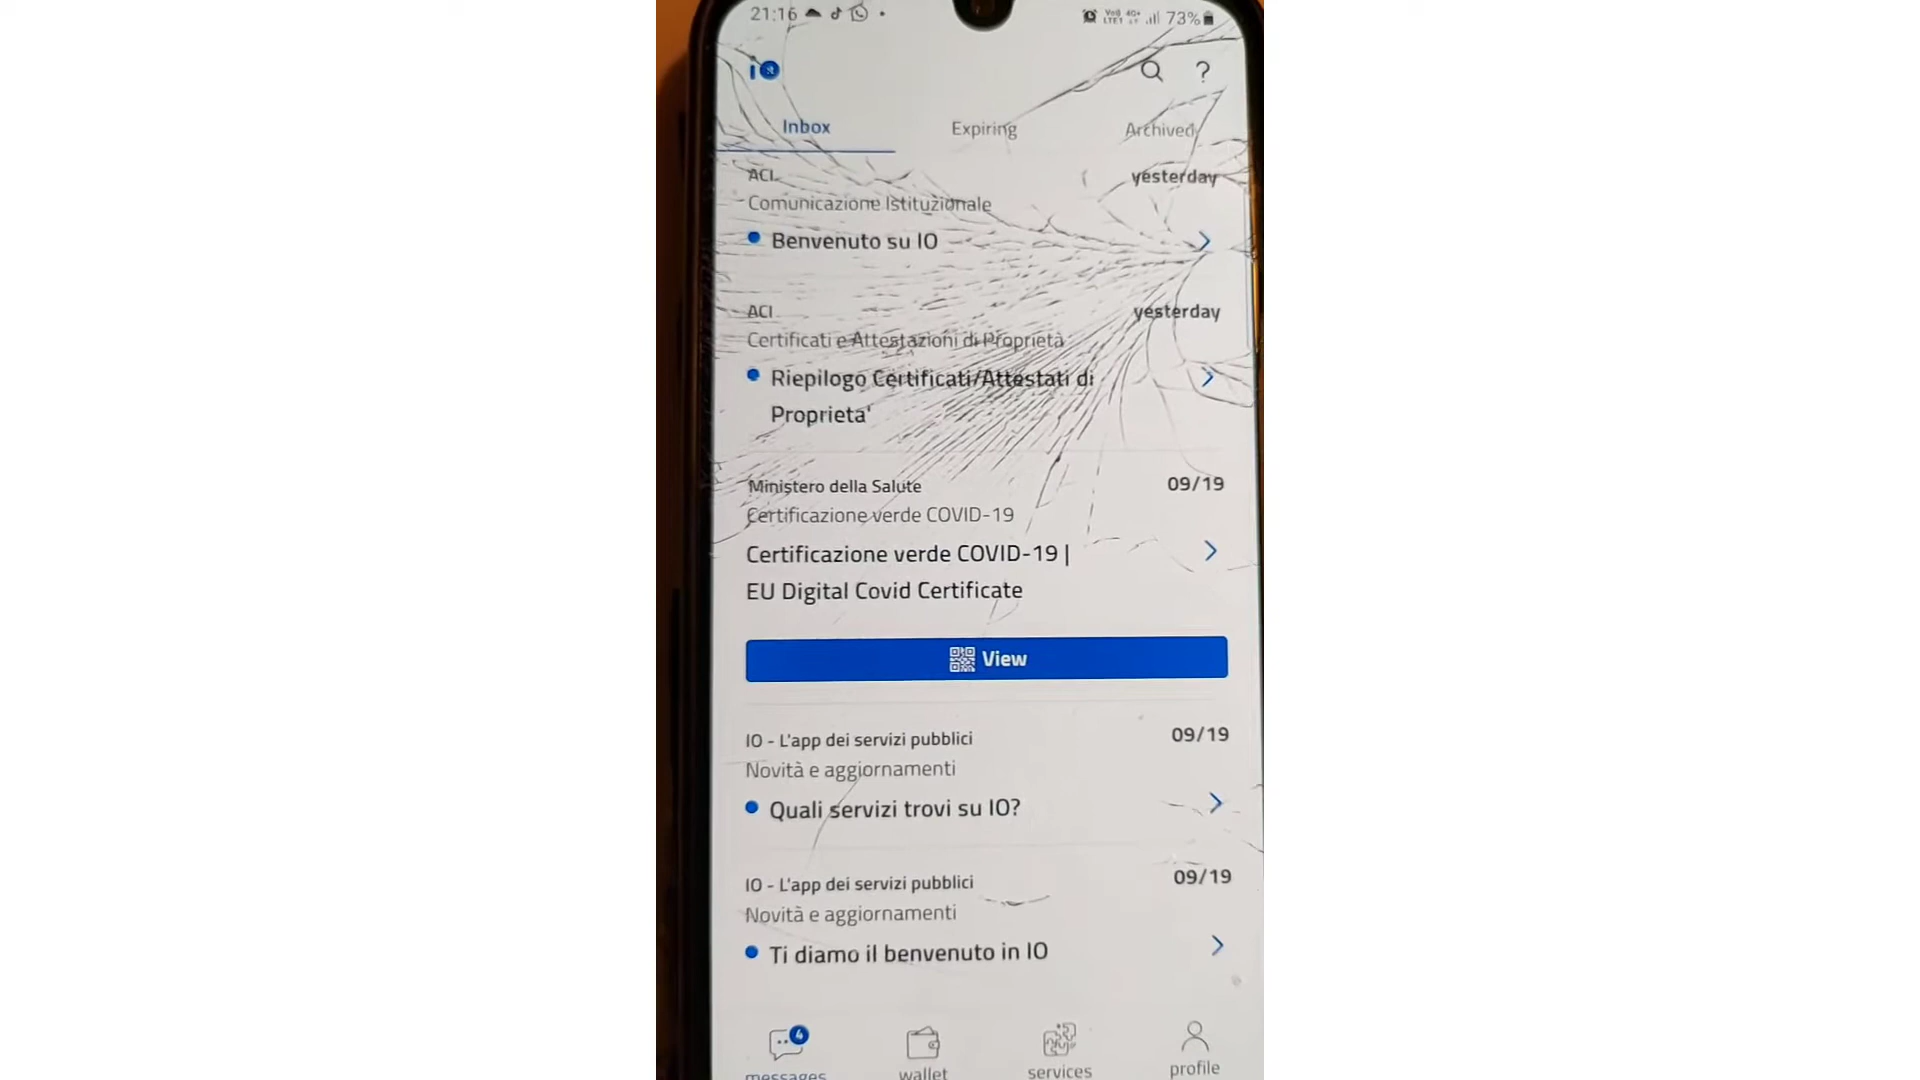 21:16
73%
IO
Inbox Expiring Archived
ACI yesterday
Comunicazione Istituzionale
Benvenuto su IO
ACI yesterday
Certificati e Attestazioni di Proprietà
Riepilogo Certificati/Attestati di
Proprieta'
Ministero della Salute 09/19
Certificazione verde COVID-19
Certificazione verde COVID-19 |
EU Digital Covid Certificate
View
IO - L'app dei servizi pubblici 09/19
Novità e aggiornamenti
Quali servizi trovi su IO?
IO - L'app dei servizi pubblici 09/19
Novità e aggiornamenti
Ti diamo il benvenuto in IO
4
messages wallet services profile